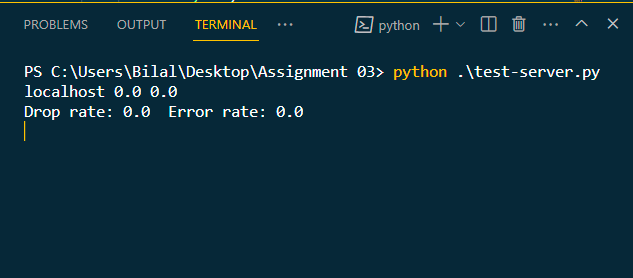 PROBLEMS OUTPUT TERMINAL ··· python
PS C:\Users\Bilal\Desktop\Assignment 03> python .\test-server.py
localhost 0.0 0.0
Drop rate: 0.0  Error rate: 0.0